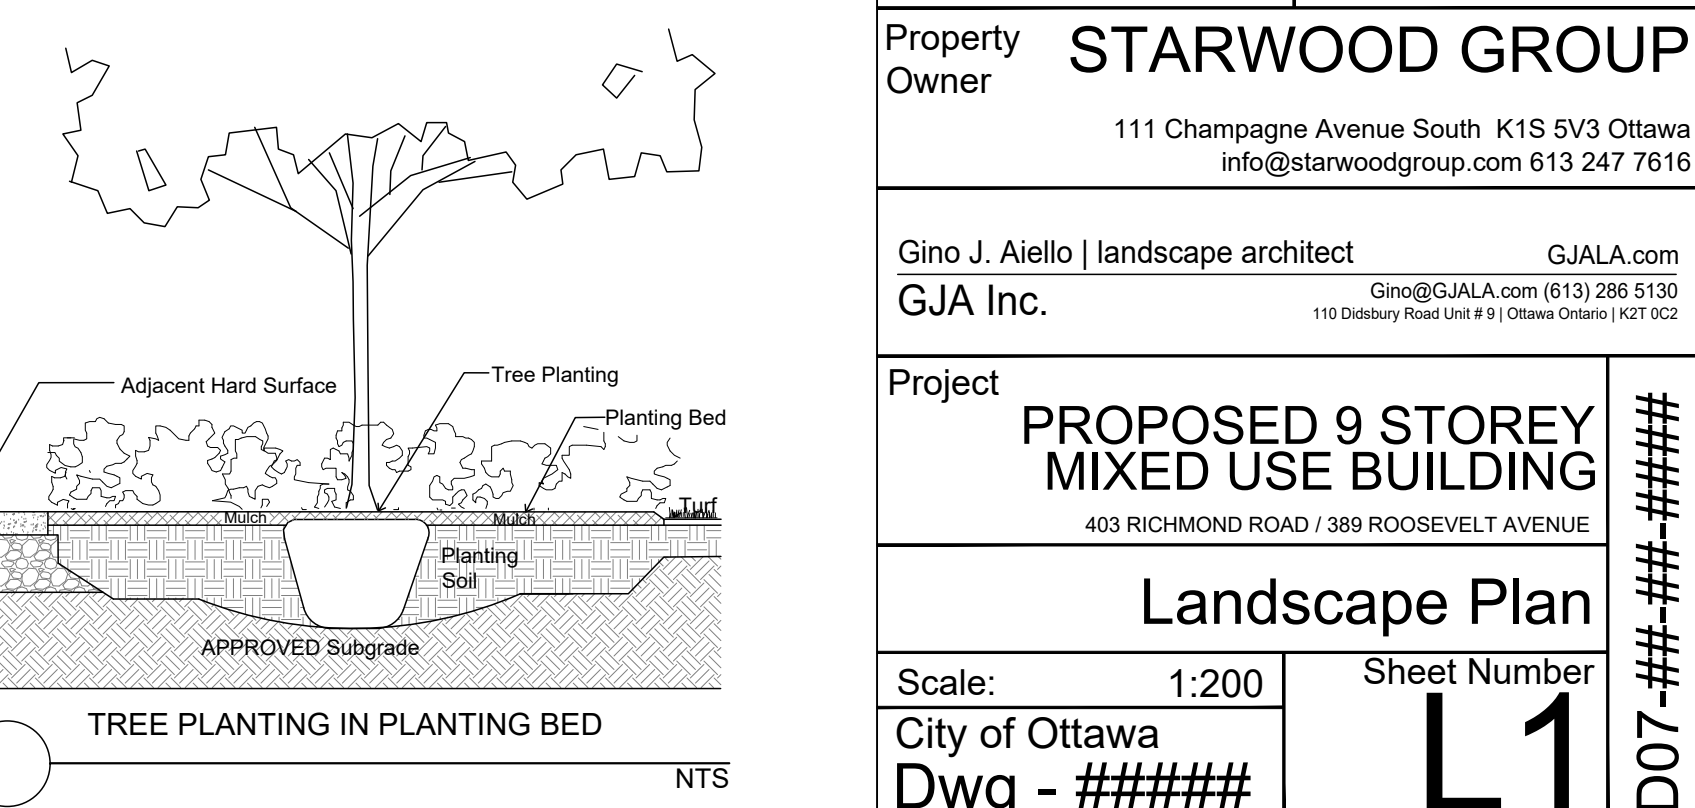 Adjacent Hard Surface
Tree Planting
Planting Bed
Turf
Mulch
Mulch
Planting
Soil
APPROVED Subgrade
TREE PLANTING IN PLANTING BED
NTS
Property
Owner
STARWOOD GROUP
111 Champagne Avenue South K1S 5V3 Ottawa
info@starwoodgroup.com 613 247 7616
Gino J. Aiello | landscape architect
GJALA.com
GJA Inc.
Gino@GJALA.com (613) 286 5130
110 Didsbury Road Unit # 9 | Ottawa Ontario | K2T 0C2
Project
PROPOSED 9 STOREY
MIXED USE BUILDING
403 RICHMOND ROAD / 389 ROOSEVELT AVENUE
Landscape Plan
Scale: 1:200
Sheet Number
L1
City of Ottawa
Dwg - #####
D07-##-##-####